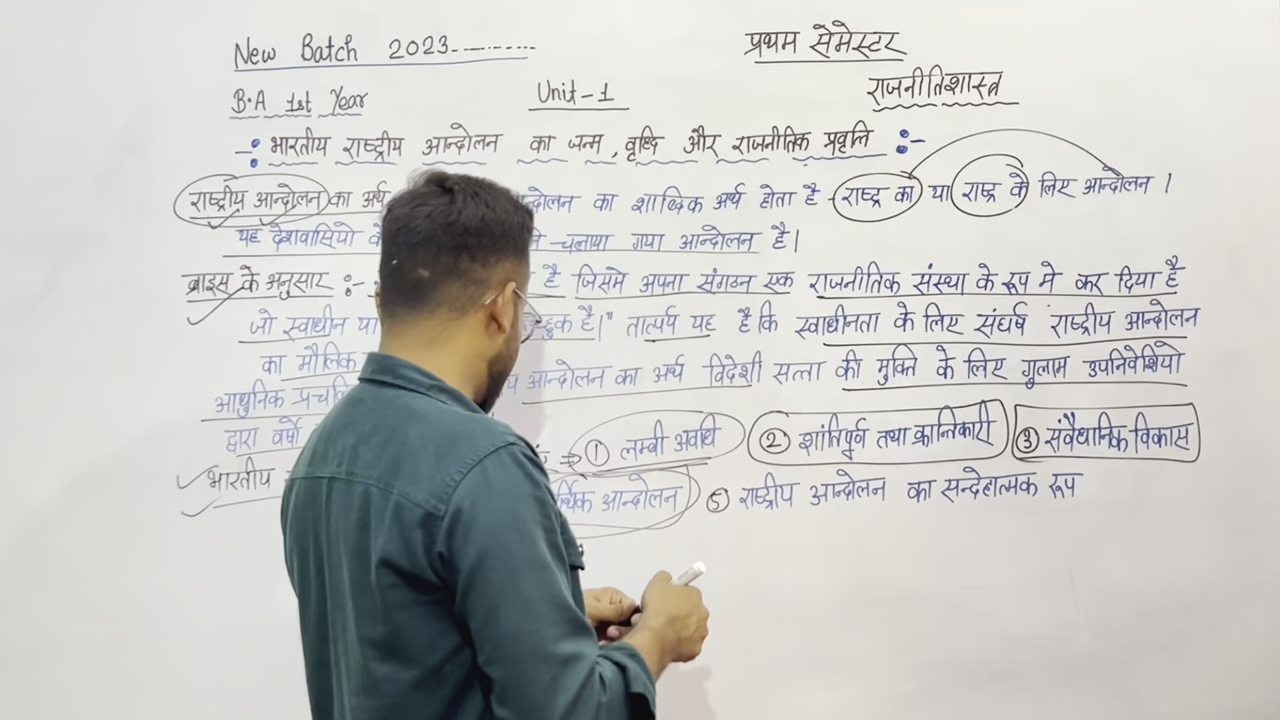 New Batch 2023----------
प्रथम सेमेस्टर
B.A 1st Year
Unit-1
राजनीतिशास्त्र
-: भारतीय राष्ट्रीय आन्दोलन का जन्म, वृध्दि और राजनीतिक प्रवृत्ति :-
राष्ट्रीय आन्दोलन का अर्थ न्दोलन का शाब्दिक अर्थ होता है - राष्ट्र का या राष्ट्र के लिए आन्दोलन ।
यह देशवासियो चलाया गया आन्दोलन है।
ब्राइस के अनुसार :- है जिसमे अपना संगठन एक राजनीतिक संस्था के रूप मे कर दिया है
जो स्वाधीन या च्छुक है।" तात्पर्य यह है कि स्वाधीनता के लिए संघर्ष राष्ट्रीय आन्दोलन
का मौलिक
आधुनिक आन्दोलन का अर्थ विदेशी सत्ता की मुक्ति के लिए गुलाम उपनिवेशियो
द्वारा वर्षो ⇒ ① लम्बी अवधि ② शांतिपूर्ण तथा क्रान्तिकारी ③ संवैधानिक विकास
भारतीय र्थिक आन्दोलन ⑤ राष्ट्रीय आन्दोलन का सन्देहात्मक रूप